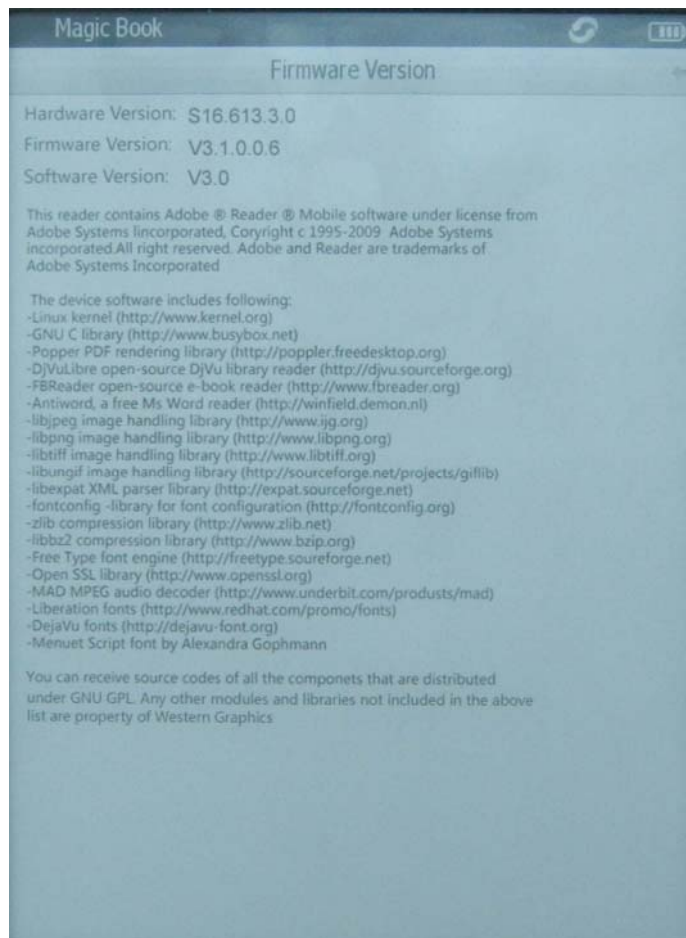 Magic Book
Firmware Version
Hardware Version: S16.613.3.0
Firmware Version: V3.1.0.0.6
Software Version: V3.0
This reader contains Adobe ® Reader ® Mobile software under license from
Adobe Systems Iincorporated, Coryright c 1995-2009 Adobe Systems
incorporated.All right reserved. Adobe and Reader are trademarks of
Adobe Systems Incorporated
The device software includes following:
-Linux kernel (http://www.kernel.org)
-GNU C library (http://www.busybox.net)
-Popper PDF rendering library (http://poppler.freedesktop.org)
-DjVuLibre open-source DjVu library reader (http://djvu.sourceforge.org)
-FBReader open-source e-book reader (http://www.fbreader.org)
-Antiword, a free Ms Word reader (http://winfield.demon.nl)
-libjpeg image handling library (http://www.ijg.org)
-libpng image handling library (http://www.libpng.org)
-libtiff image handling library (http://www.libtiff.org)
-libungif image handling library (http://sourceforge.net/projects/giflib)
-libexpat XML parser library (http://expat.sourceforge.net)
-fontconfig -library for font configuration (http://fontconfig.org)
-zlib compression library (http://www.zlib.net)
-libbz2 compression library (http://www.bzip.org)
-Free Type font engine (http://freetype.soureforge.net)
-Open SSL library (http://www.openssl.org)
-MAD MPEG audio decoder (http://www.underbit.com/produsts/mad)
-Liberation fonts (http://www.redhat.com/promo/fonts)
-DejaVu fonts (http://dejavu-font.org)
-Menuet Script font by Alexandra Gophmann
You can receive source codes of all the componets that are distributed
under GNU GPL. Any other modules and libraries not included in the above
list are property of Western Graphics